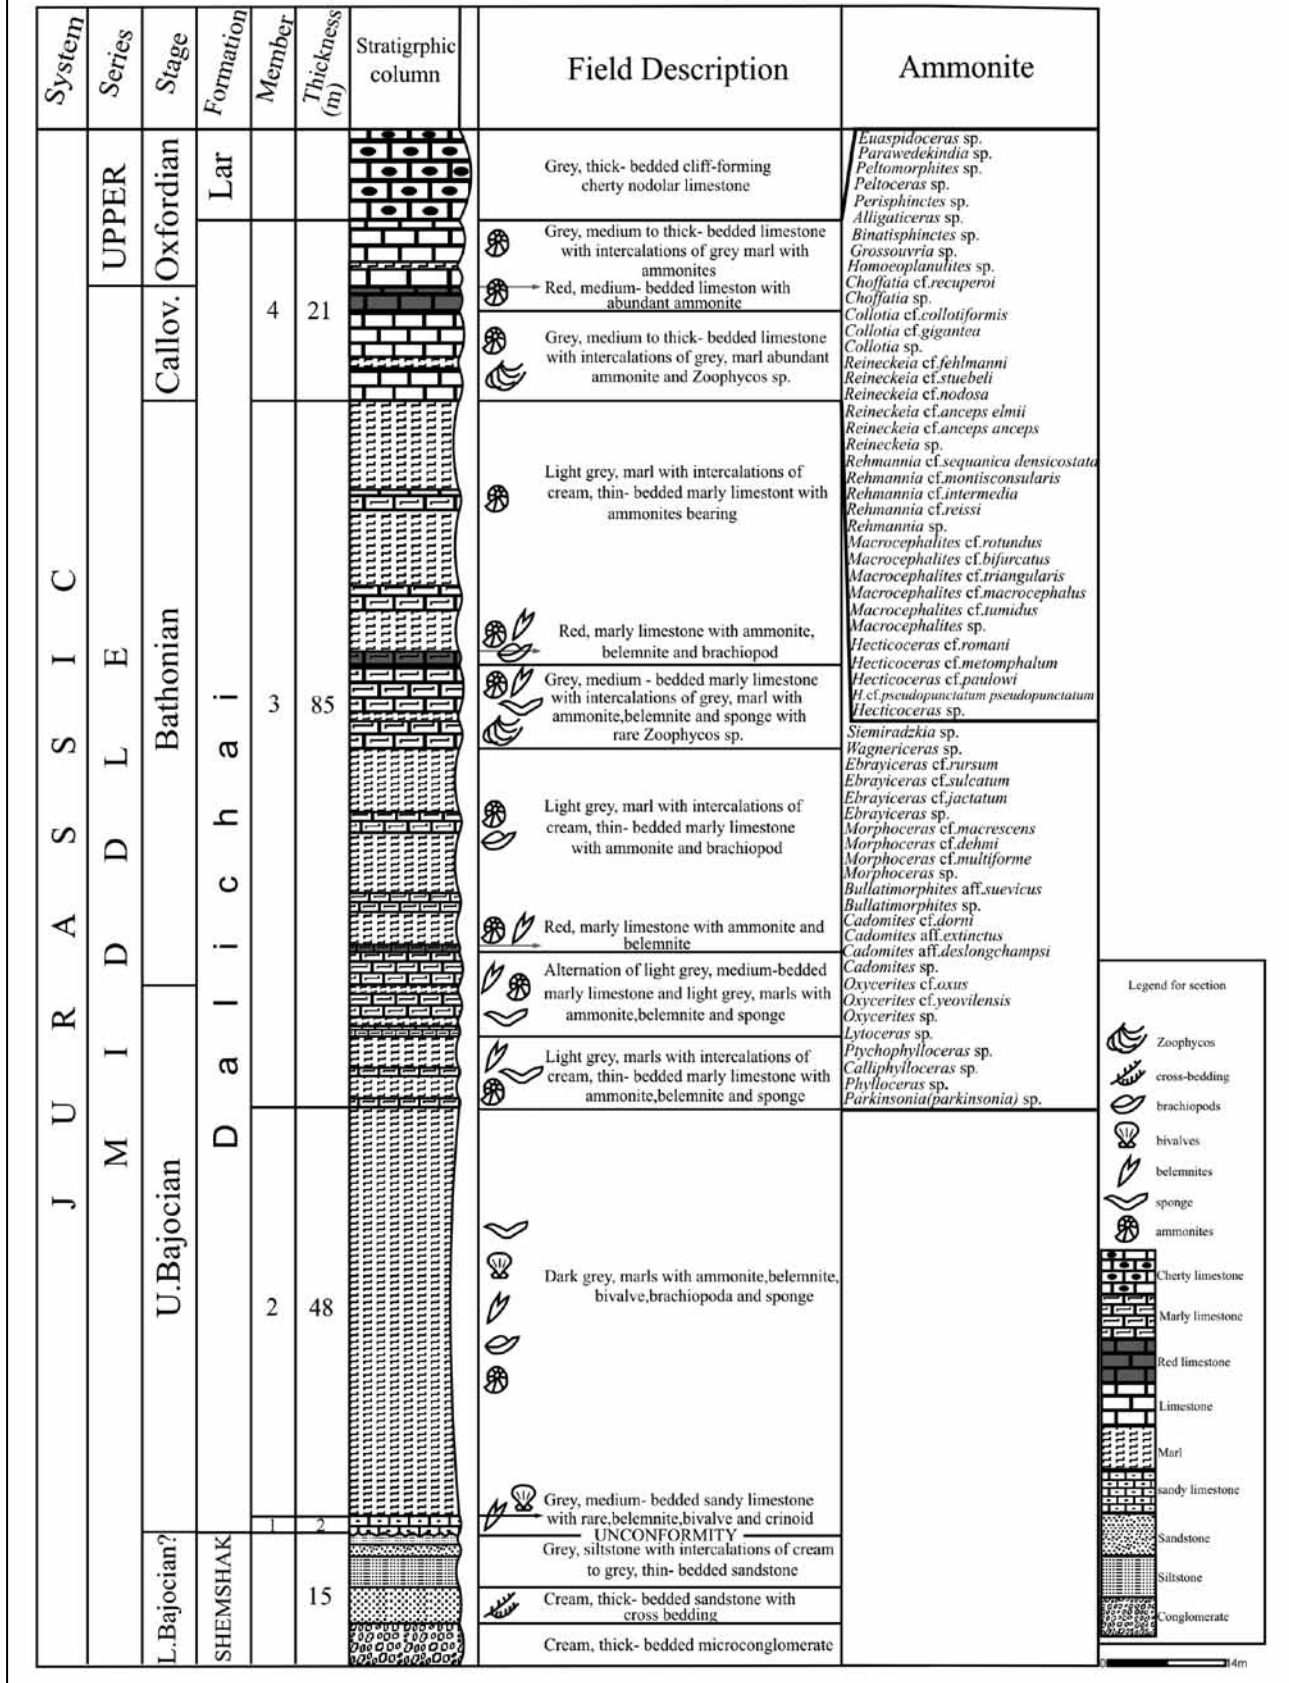 System
Series
Stage
Formation
Member
Thickness
(m)
Stratigrphic
column
Field Description
Ammonite
JURASSIC
UPPER
MIDDLE
Oxfordian
Callov.
Bathonian
U.Bajocian
L.Bajocian?
Lar
Dalichai
SHEMSHAK
4
21
3
85
2
48
1
2
15
Grey, thick- bedded cliff-forming
cherty nodolar limestone
Grey, medium to thick- bedded limestone
with intercalations of grey marl with
ammonites
Red, medium- bedded limeston with
abundant ammonite
Grey, medium to thick- bedded limestone
with intercalations of grey, marl abundant
ammonite and Zoophycos sp.
Light grey, marl with intercalations of
cream, thin- bedded marly limestont with
ammonites bearing
Red, marly limestone with ammonite,
belemnite and brachiopod
Grey, medium - bedded marly limestone
with intercalations of grey, marl with
ammonite,belemnite and sponge with
rare Zoophycos sp.
Light grey, marl with intercalations of
cream, thin- bedded marly limestone
with ammonite and brachiopod
Red, marly limestone with ammonite and
belemnite
Alternation of light grey, medium-bedded
marly limestone and light grey, marls with
ammonite,belemnite and sponge
Light grey, marls with intercalations of
cream, thin- bedded marly limestone with
ammonite,belemnite and sponge
Dark grey, marls with ammonite,belemnite,
bivalve,brachiopoda and sponge
Grey, medium- bedded sandy limestone
with rare,belemnite,bivalve and crinoid
UNCONFORMITY
Grey, siltstone with intercalations of cream
to grey, thin- bedded sandstone
Cream, thick- bedded sandstone with
cross bedding
Cream, thick- bedded microconglomerate
Euaspidoceras sp.
Parawedekindia sp.
Peltomorphites sp.
Peltoceras sp.
Perisphinctes sp.
Alligaticeras sp.
Binatisphinctes sp.
Grossouvria sp.
Homoeoplanulites sp.
Choffatia cf.recuperoi
Choffatia sp.
Collotia cf.collotiformis
Collotia cf.gigantea
Collotia sp.
Reineckeia cf.fehlmanni
Reineckeia cf.stuebeli
Reineckeia cf.nodosa
Reineckeia cf.anceps elmii
Reineckeia cf.anceps anceps
Reineckeia sp.
Rehmannia cf.sequanica densicostata
Rehmannia cf.montisconsularis
Rehmannia cf.intermedia
Rehmannia cf.reissi
Rehmannia sp.
Macrocephalites cf.rotundus
Macrocephalites cf.bifurcatus
Macrocephalites cf.triangularis
Macrocephalites cf.macrocephalus
Macrocephalites cf.tumidus
Macrocephalites sp.
Hecticoceras cf.romani
Hecticoceras cf.metomphalum
Hecticoceras cf.paulowi
H.cf.pseudopunctatum pseudopunctatum
Hecticoceras sp.
Siemiradzkia sp.
Wagnericeras sp.
Ebrayiceras cf.rursum
Ebrayiceras cf.sulcatum
Ebrayiceras cf.jactatum
Ebrayiceras sp.
Morphoceras cf.macrescens
Morphoceras cf.dehmi
Morphoceras cf.multiforme
Morphoceras sp.
Bullatimorphites aff.suevicus
Bullatimorphites sp.
Cadomites cf.dorni
Cadomites aff.extinctus
Cadomites aff.deslongchampsi
Cadomites sp.
Oxycerites cf.oxus
Oxycerites cf.yeovilensis
Oxycerites sp.
Lytoceras sp.
Ptychophylloceras sp.
Calliphylloceras sp.
Phylloceras sp.
Parkinsonia(parkinsonia) sp.
Legend for section
Zoophycos
cross-bedding
brachiopods
bivalves
belemnites
sponge
ammonites
Cherty limestone
Marly limestone
Red limestone
Limestone
Marl
sandy limestone
Sandstone
Siltstone
Conglomerate
0
14m